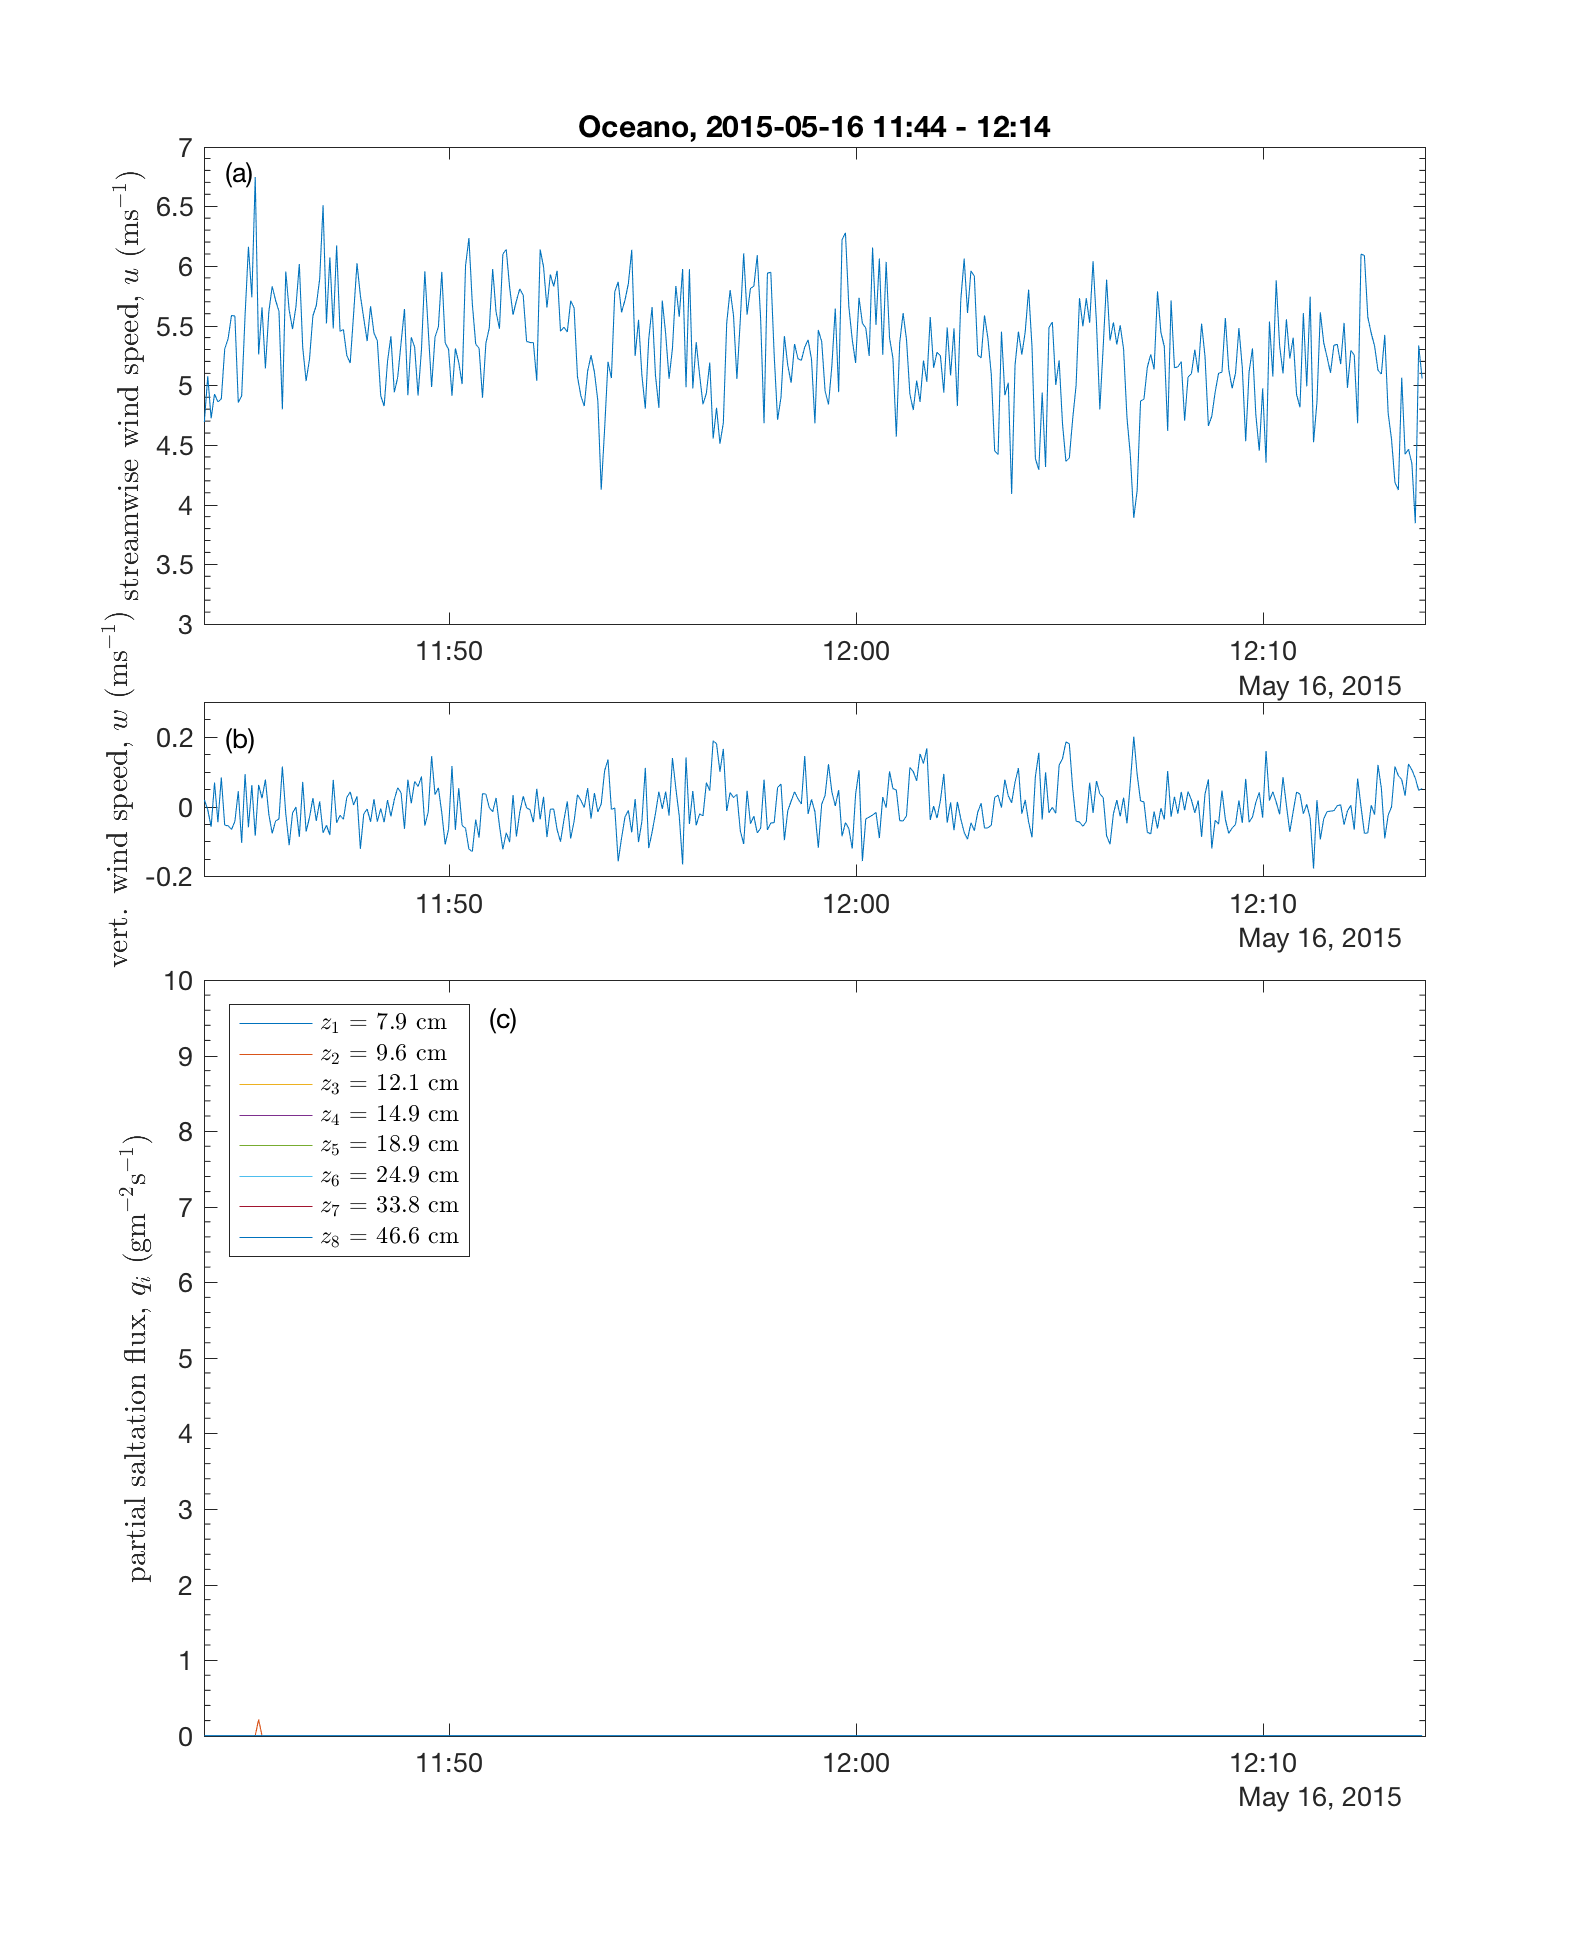 Oceano, 2015-05-16 11:44 - 12:14
(a)
streamwise wind speed, u (ms⁻¹)
7
6.5
6
5.5
5
4.5
4
3.5
3
11:50 12:00 12:10
May 16, 2015
(b)
vert. wind speed, w (ms⁻¹)
0.2
0
-0.2
11:50 12:00 12:10
May 16, 2015
(c)
partial saltation flux, qᵢ (gm⁻²s⁻¹)
10
9
8
7
6
5
4
3
2
1
0
z₁ = 7.9 cm
z₂ = 9.6 cm
z₃ = 12.1 cm
z₄ = 14.9 cm
z₅ = 18.9 cm
z₆ = 24.9 cm
z₇ = 33.8 cm
z₈ = 46.6 cm
11:50 12:00 12:10
May 16, 2015